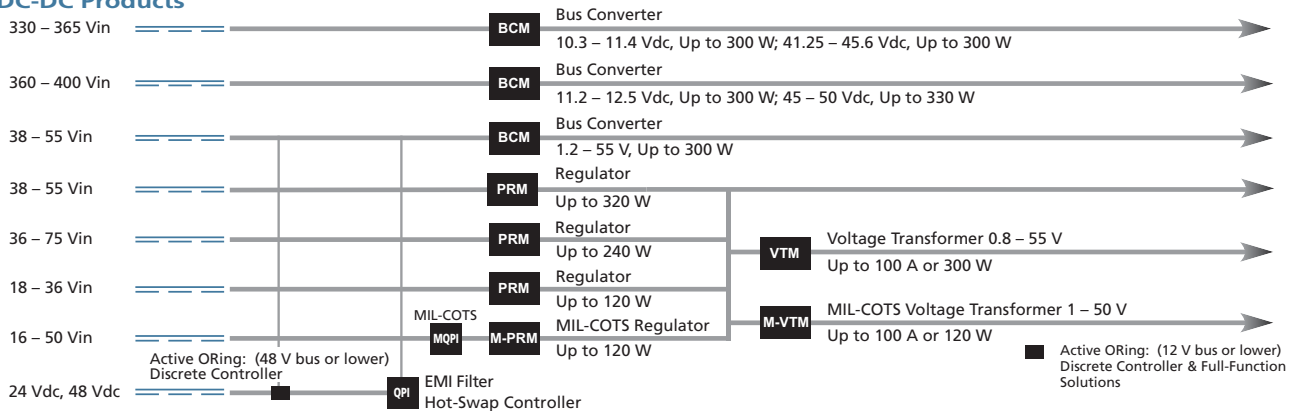 DC-DC Products
330 – 365 Vin
BCM
Bus Converter
10.3 – 11.4 Vdc, Up to 300 W; 41.25 – 45.6 Vdc, Up to 300 W
360 – 400 Vin
BCM
Bus Converter
11.2 – 12.5 Vdc, Up to 300 W; 45 – 50 Vdc, Up to 330 W
38 – 55 Vin
BCM
Bus Converter
1.2 – 55 V, Up to 300 W
38 – 55 Vin
PRM
Regulator
Up to 320 W
36 – 75 Vin
PRM
Regulator
Up to 240 W
VTM
Voltage Transformer 0.8 – 55 V
Up to 100 A or 300 W
18 – 36 Vin
PRM
Regulator
Up to 120 W
16 – 50 Vin
MIL-COTS
MQPI
M-PRM
MIL-COTS Regulator
Up to 120 W
M-VTM
MIL-COTS Voltage Transformer 1 – 50 V
Up to 100 A or 120 W
Active ORing: (48 V bus or lower)
Discrete Controller
Active ORing: (12 V bus or lower)
Discrete Controller & Full-Function
Solutions
24 Vdc, 48 Vdc
QPI
EMI Filter
Hot-Swap Controller